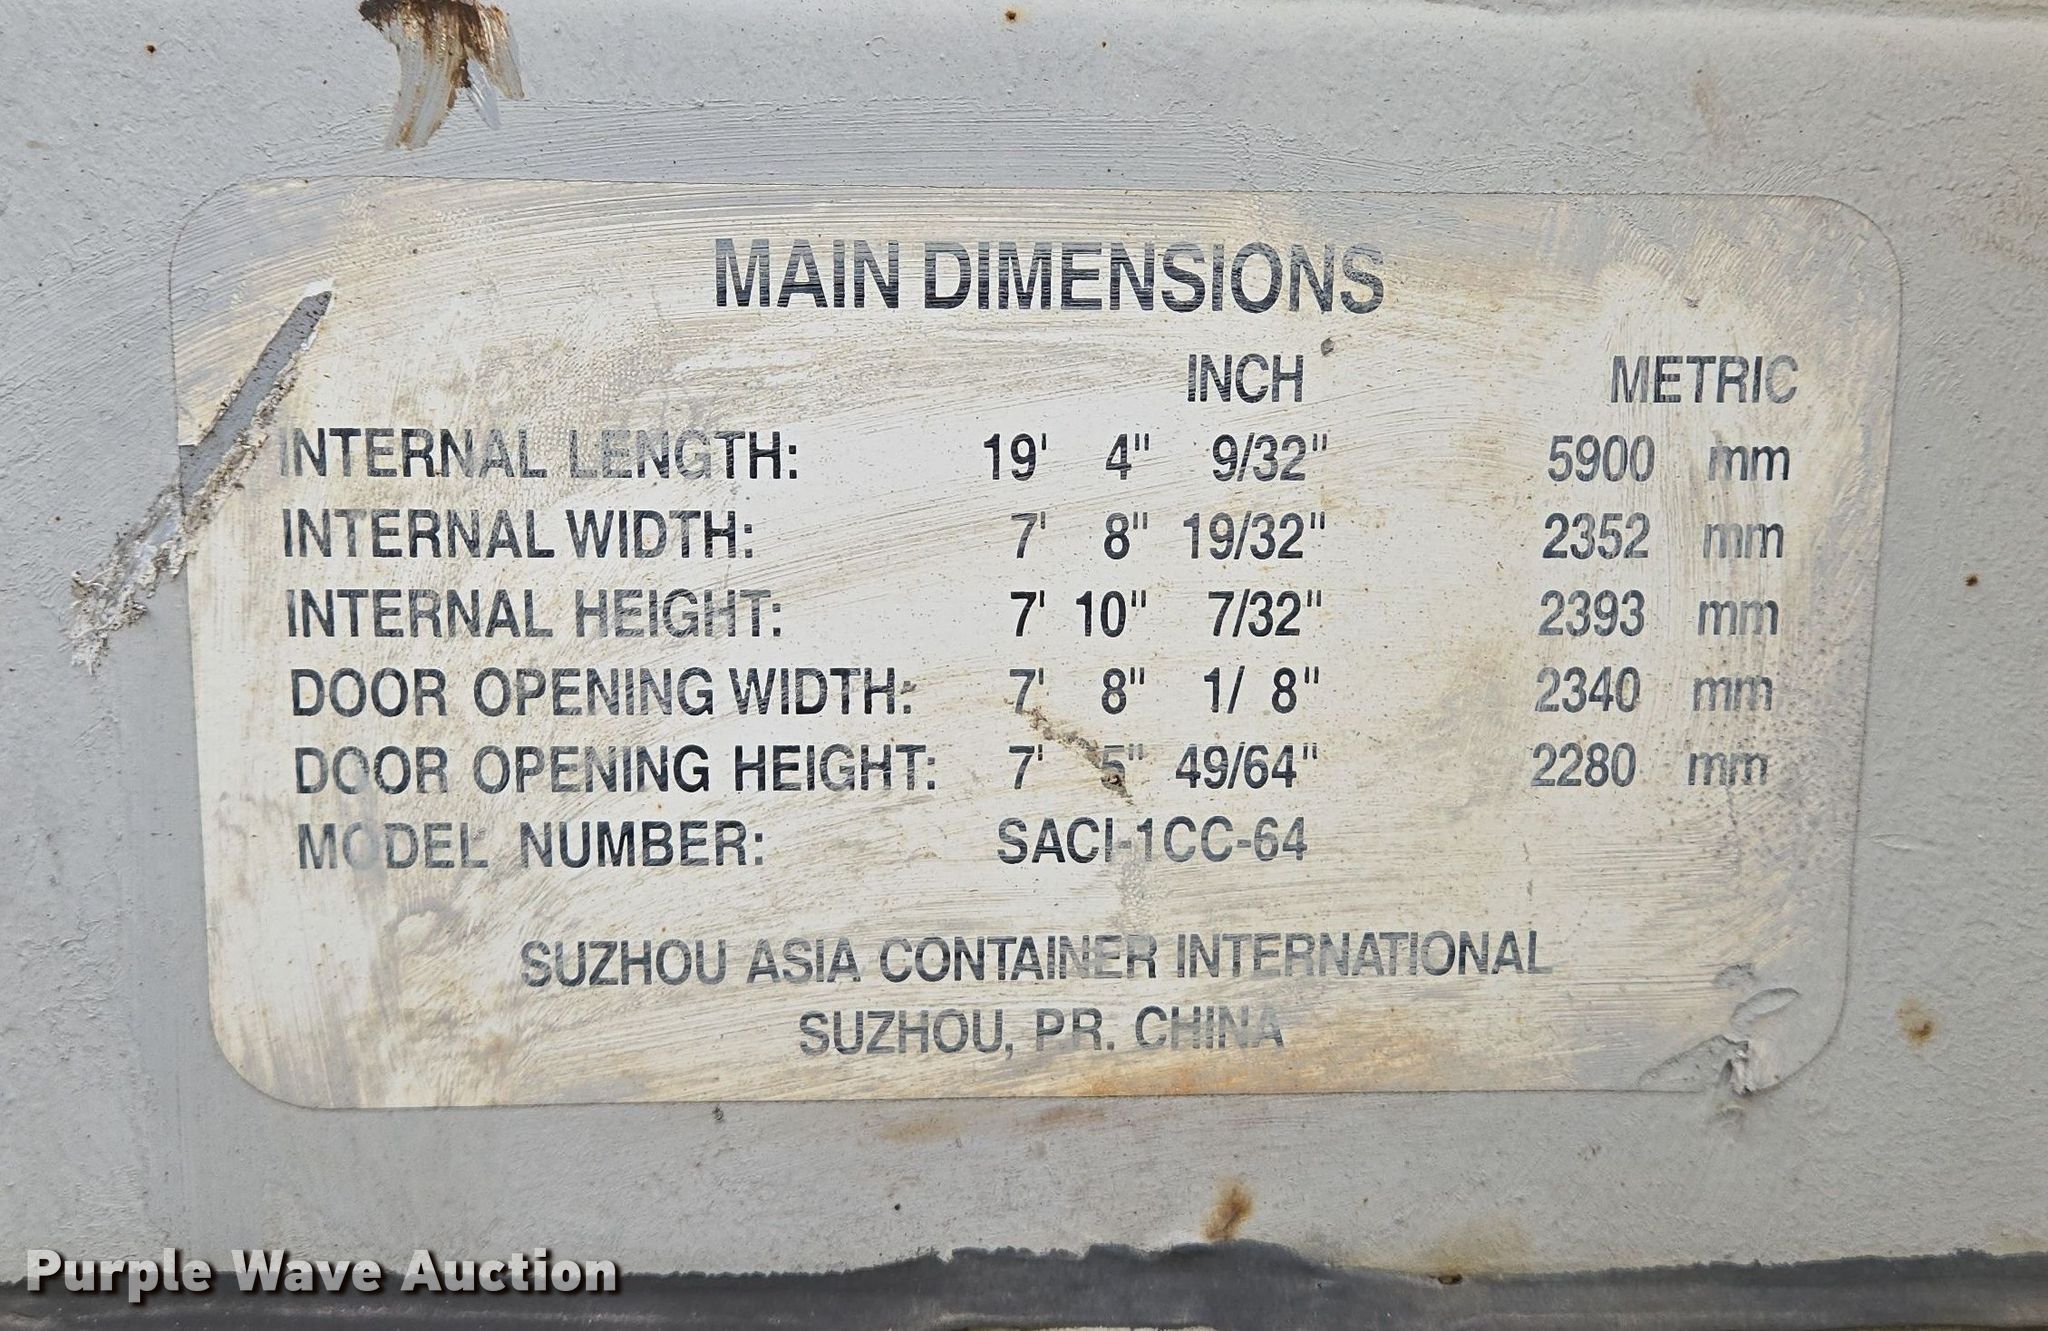 MAIN DIMENSIONS
INCH METRIC
INTERNAL LENGTH: 19' 4" 9/32" 5900 mm
INTERNAL WIDTH: 7' 8" 19/32" 2352 mm
INTERNAL HEIGHT: 7' 10" 7/32" 2393 mm
DOOR OPENING WIDTH: 7' 8" 1/ 8" 2340 mm
DOOR OPENING HEIGHT: 7' 5" 49/64" 2280 mm
MODEL NUMBER: SACI-1CC-64
SUZHOU ASIA CONTAINER INTERNATIONAL
SUZHOU, PR. CHINA
Purple Wave Auction